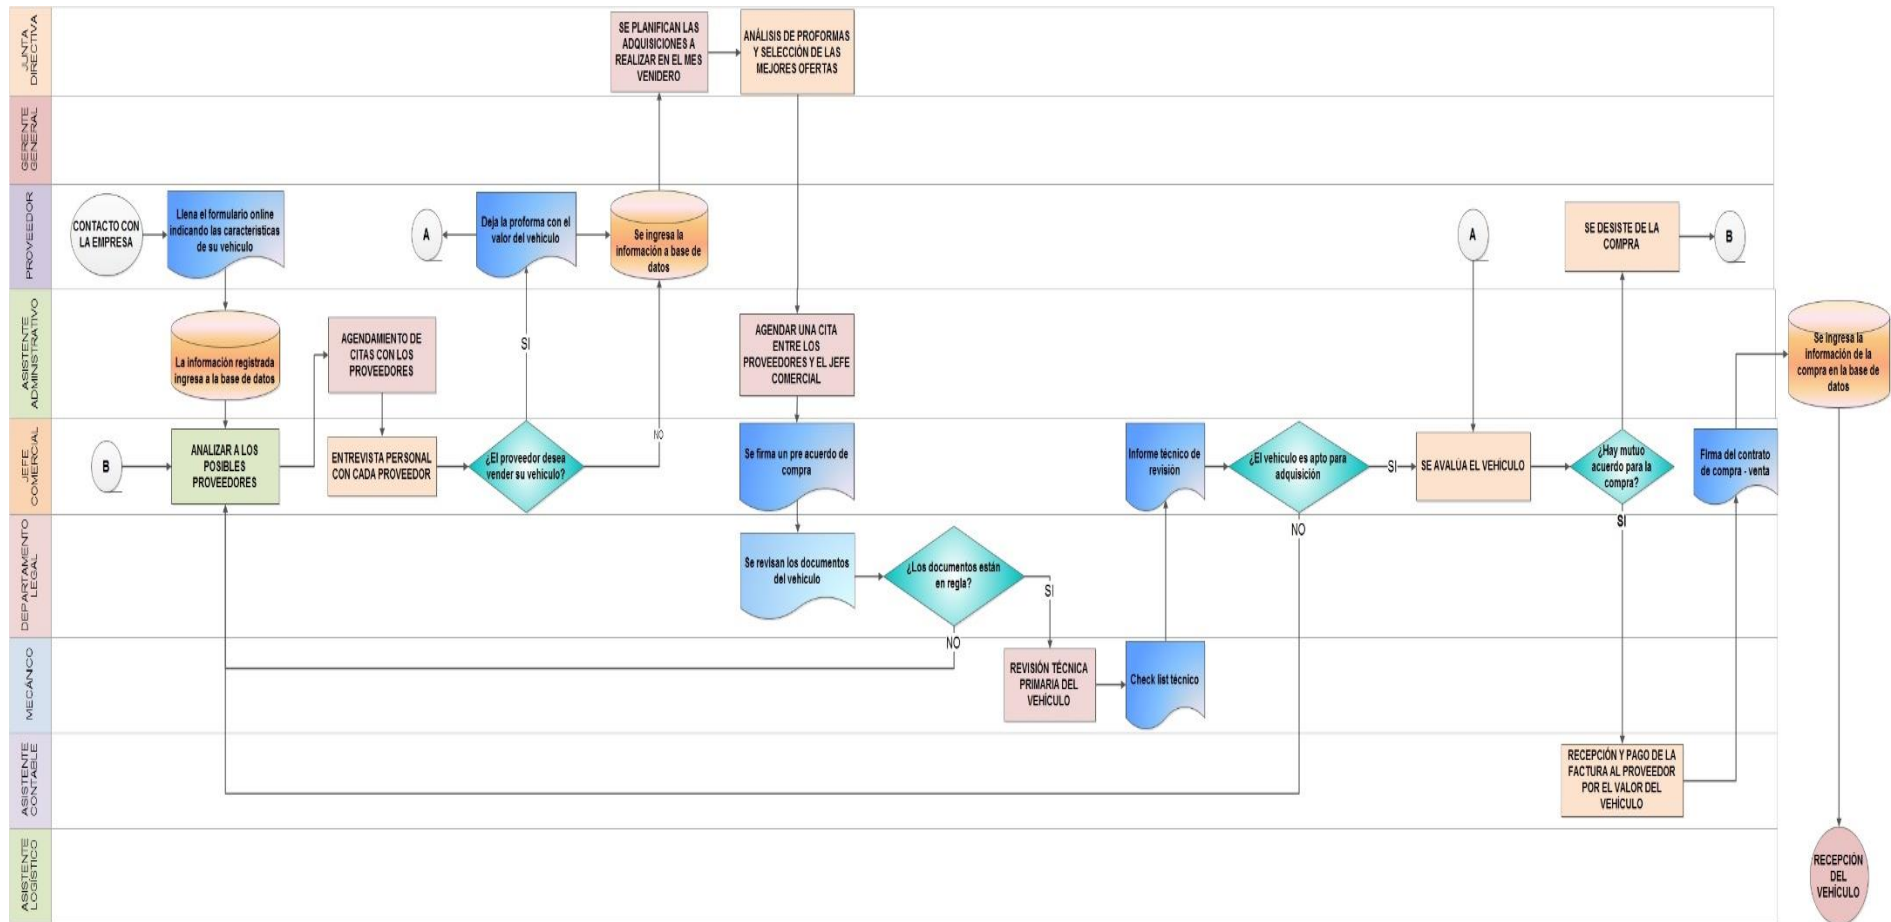 JUNTA
DIRECTIVA
SE PLANIFICAN LAS
ADQUISICIONES A
REALIZAR EN EL MES
VENIDERO
ANÁLISIS DE PROFORMAS
Y SELECCIÓN DE LAS
MEJORES OFERTAS
GERENTE
GENERAL
PROVEEDOR
CONTACTO CON
LA EMPRESA
Llena el formulario online
indicando las caracteristicas
de su vehiculo
A
Deja la proforma con el
valor del vehiculo
Se ingresa la
información a base de
datos
A
SE DESISTE DE LA
COMPRA
B
ASISTENTE
ADMINISTRATIVO
La información registrada
ingresa a la base de datos
AGENDAMIENTO DE
CITAS CON LOS
PROVEEDORES
SI
AGENDAR UNA CITA
ENTRE LOS
PROVEEDORES Y EL JEFE
COMERCIAL
Se ingresa la
información de la
compra en la base de
datos
JEFE
COMERCIAL
B
ANALIZAR A LOS
POSIBLES
PROVEEDORES
ENTREVISTA PERSONAL
CON CADA PROVEEDOR
¿El proveedor desea
vender su vehículo?
NO
Se firma un pre acuerdo de
compra
Informe técnico de
revisión
¿El vehiculo es apto para
adquisición
SI
SE AVALÚA EL VEHÍCULO
¿Hay mutuo
acuerdo para la
compra?
Firma del contrato
de compra - venta
DEPARTAMENTO
LEGAL
Se revisan los documentos
del vehiculo
¿Los documentos están
en regla?
SI
NO
NO
SI
MECÁNCO
REVISIÓN TÉCNICA
PRIMARIA DEL
VEHÍCULO
Check list técnico
ASISTENTE
CONTABLE
RECEPCIÓN Y PAGO DE LA
FACTURA AL PROVEEDOR
POR EL VALOR DEL
VEHÍCULO
ASISTENTE
LOGÍSTICO
RECEPCIÓN
DEL
VEHÍCULO